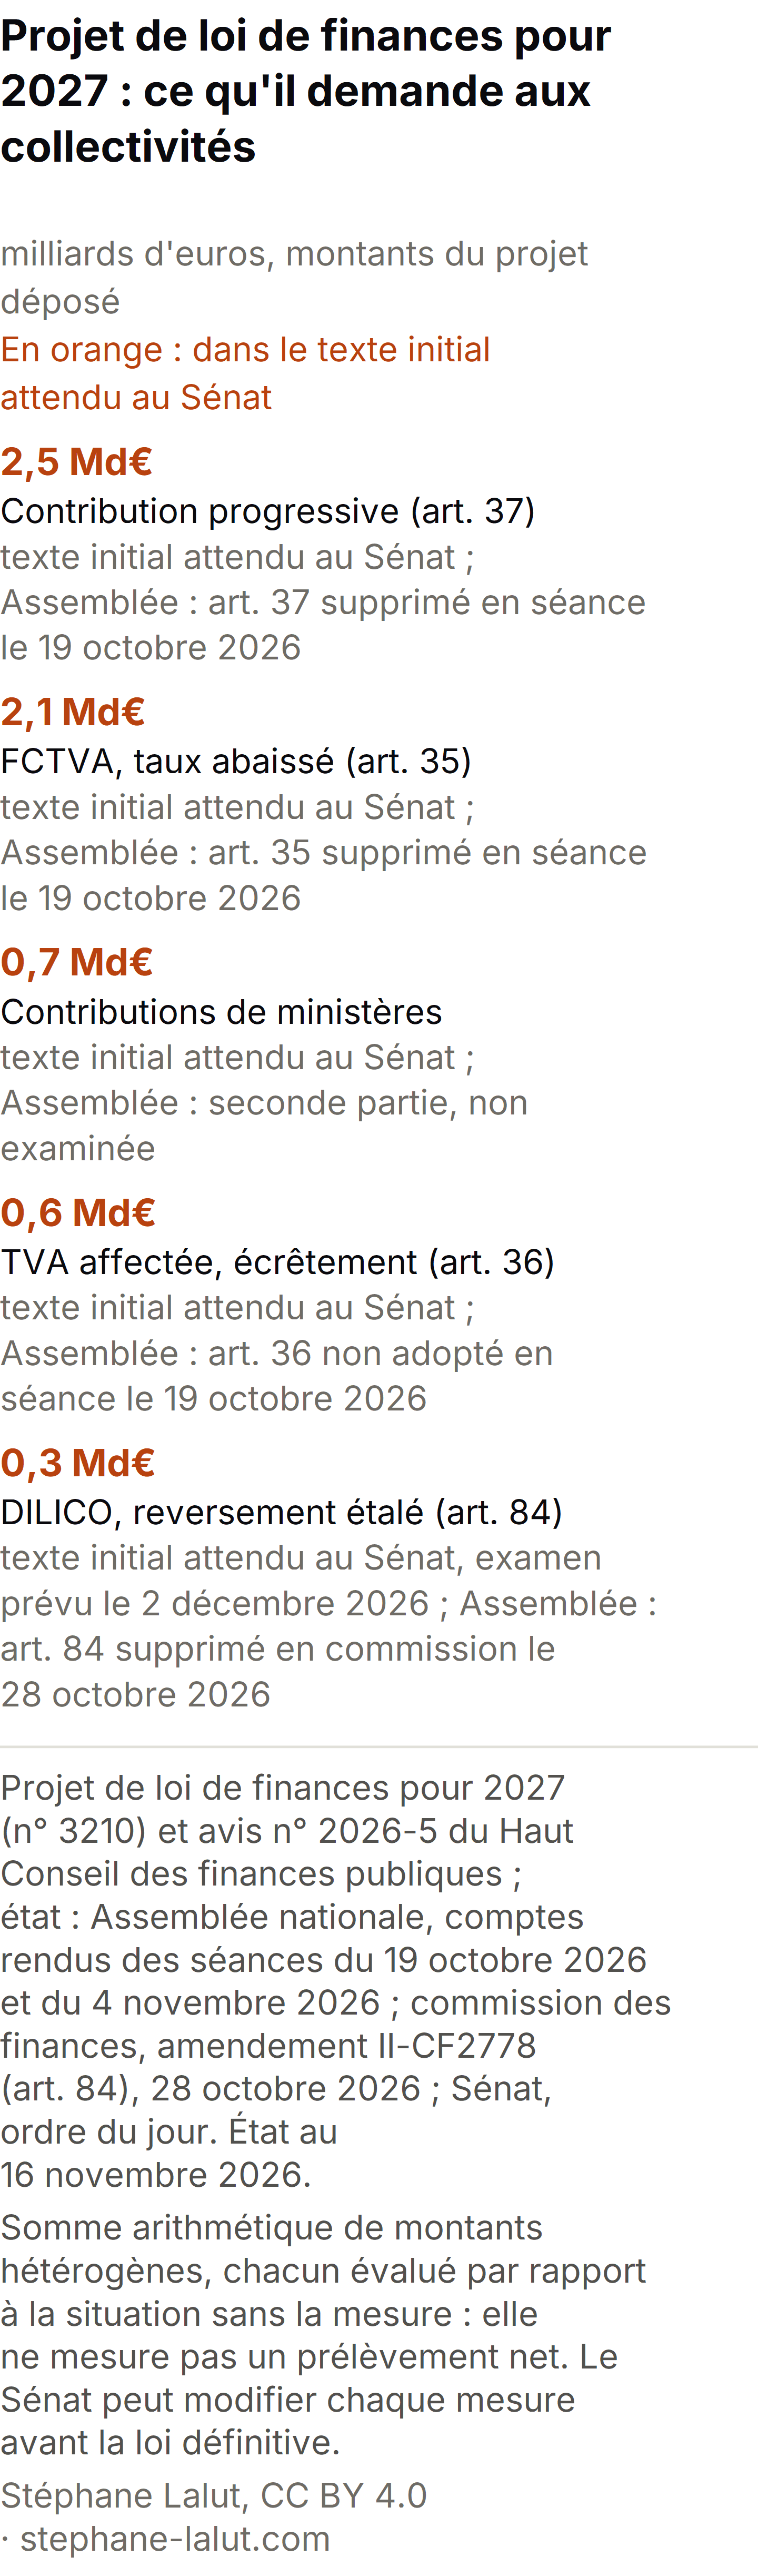 Projet de loi de finances pour
2027 : ce qu'il demande aux
collectivités
milliards d'euros, montants du projet
déposé
En orange : dans le texte initial
attendu au Sénat
2,5 Md€
Contribution progressive (art. 37)
texte initial attendu au Sénat ;
Assemblée : art. 37 supprimé en séance
le 19 octobre 2026
2,1 Md€
FCTVA, taux abaissé (art. 35)
texte initial attendu au Sénat ;
Assemblée : art. 35 supprimé en séance
le 19 octobre 2026
0,7 Md€
Contributions de ministères
texte initial attendu au Sénat ;
Assemblée : seconde partie, non
examinée
0,6 Md€
TVA affectée, écrêtement (art. 36)
texte initial attendu au Sénat ;
Assemblée : art. 36 non adopté en
séance le 19 octobre 2026
0,3 Md€
DILICO, reversement étalé (art. 84)
texte initial attendu au Sénat, examen
prévu le 2 décembre 2026 ; Assemblée :
art. 84 supprimé en commission le
28 octobre 2026
Projet de loi de finances pour 2027
(n° 3210) et avis n° 2026-5 du Haut
Conseil des finances publiques ;
état : Assemblée nationale, comptes
rendus des séances du 19 octobre 2026
et du 4 novembre 2026 ; commission des
finances, amendement II-CF2778
(art. 84), 28 octobre 2026 ; Sénat,
ordre du jour. État au
16 novembre 2026.
Somme arithmétique de montants
hétérogènes, chacun évalué par rapport
à la situation sans la mesure : elle
ne mesure pas un prélèvement net. Le
Sénat peut modifier chaque mesure
avant la loi définitive.
Stéphane Lalut, CC BY 4.0
· stephane-lalut.com